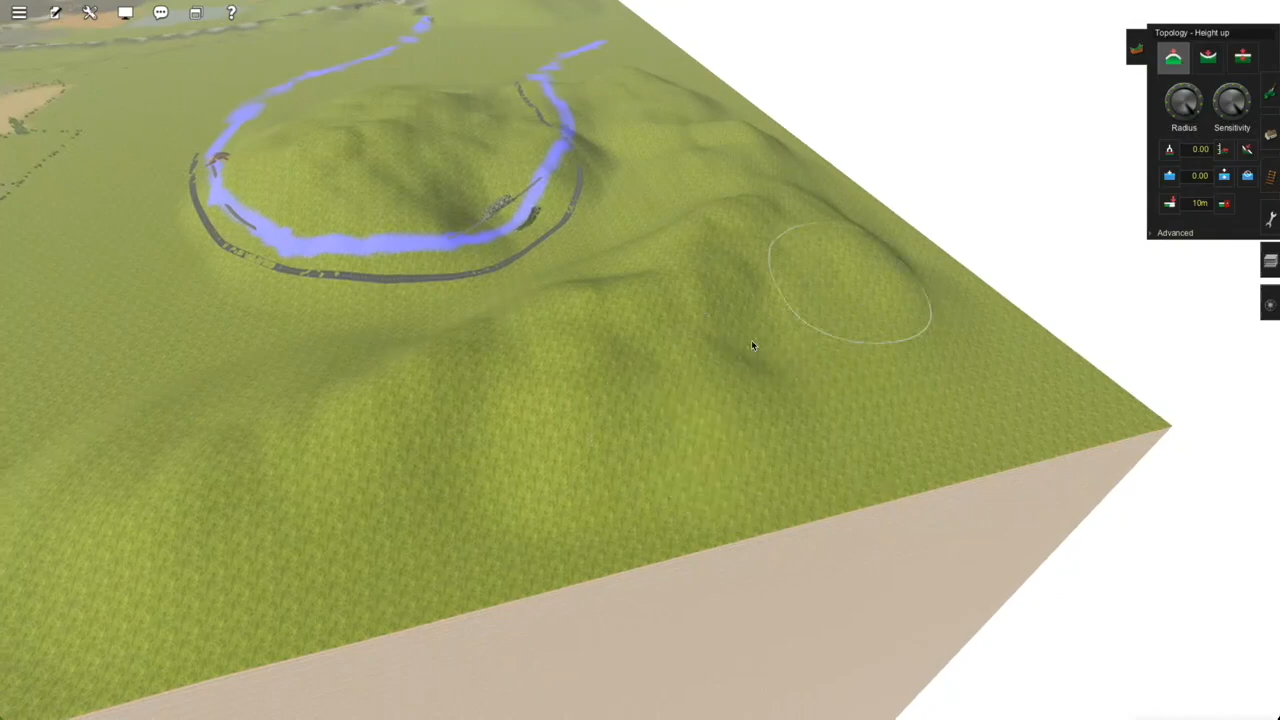 Topology - Height up
Radius Sensitivity
0.00
0.00
10m
Advanced